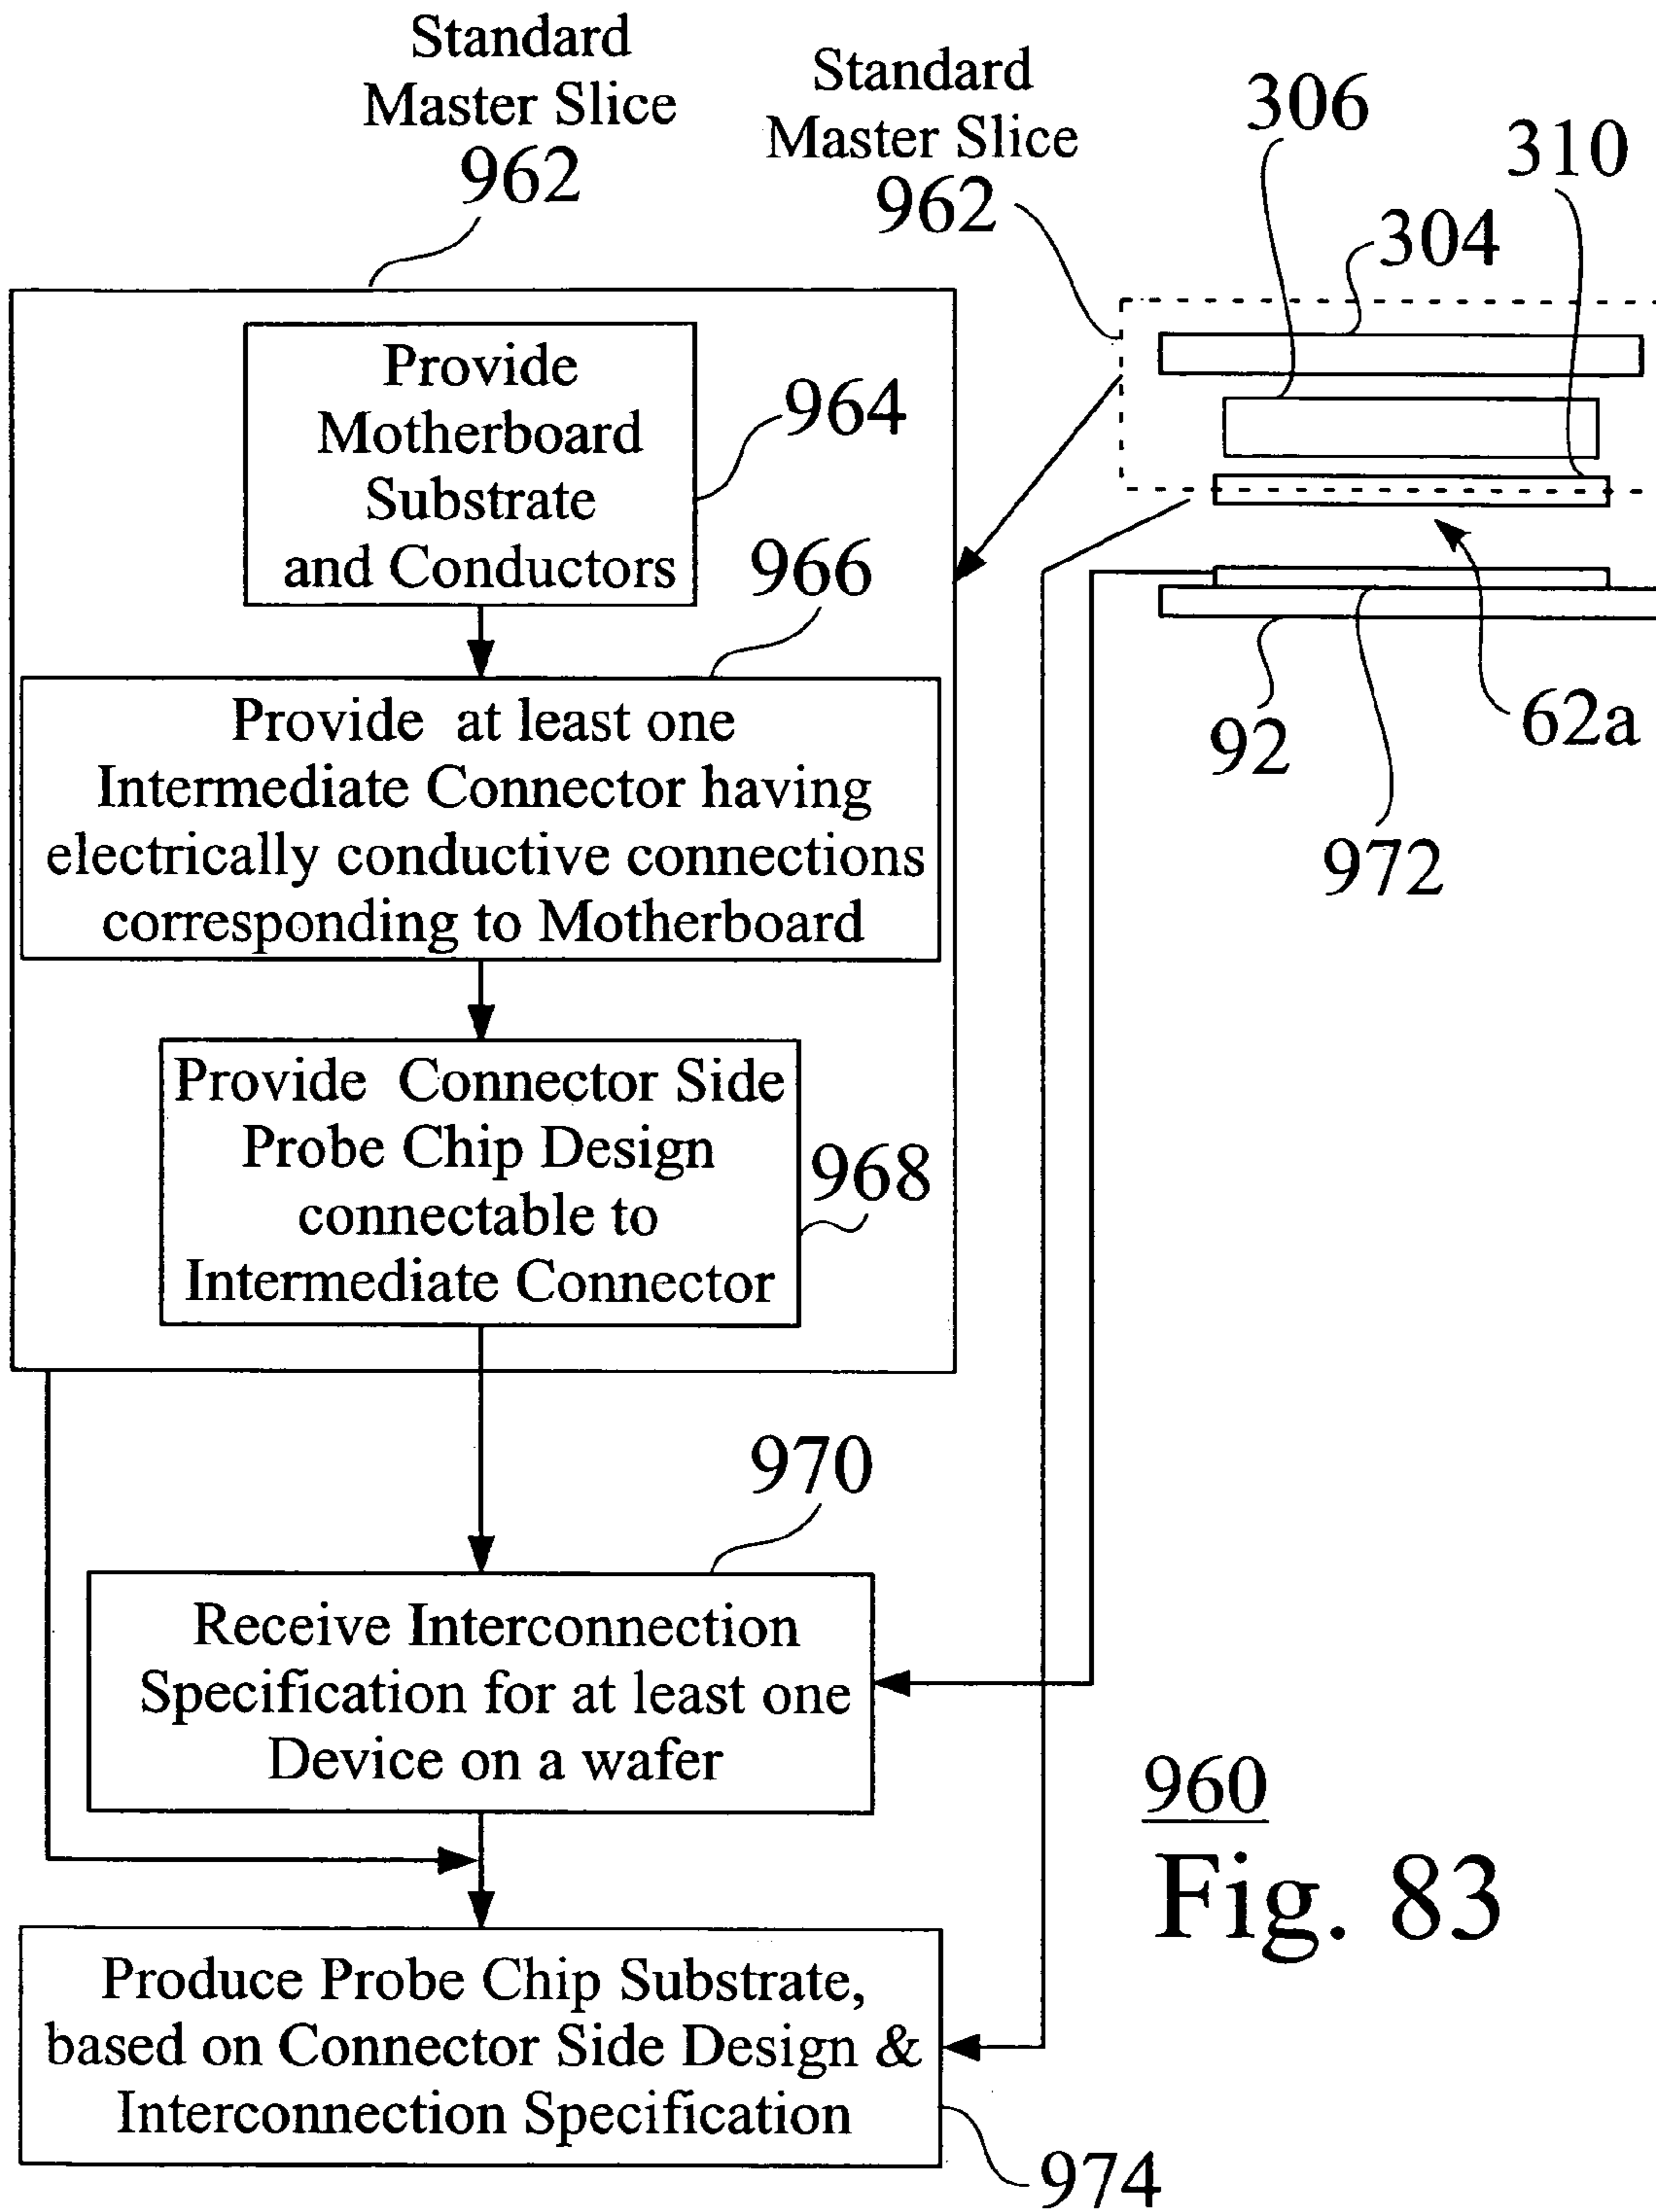 Standard
Master Slice
962
Standard
Master Slice
962
306
310
304
Provide
Motherboard
Substrate
and Conductors
964
966
Provide at least one
Intermediate Connector having
electrically conductive connections
corresponding to Motherboard
92
62a
972
Provide Connector Side
Probe Chip Design
connectable to
Intermediate Connector
968
970
Receive Interconnection
Specification for at least one
Device on a wafer
960
Fig. 83
Produce Probe Chip Substrate,
based on Connector Side Design &
Interconnection Specification
974